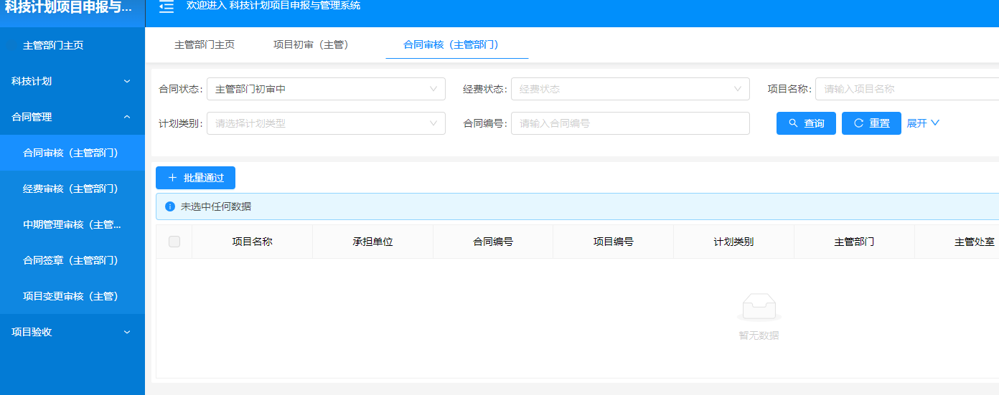 科技计划项目申报与...
欢迎进入 科技计划项目申报与管理系统
主管部门主页
科技计划
合同管理
合同审核（主管部门）
经费审核（主管部门）
中期管理审核（主管...
合同签章（主管部门）
项目变更审核（主管）
项目验收
主管部门主页 项目初审（主管） 合同审核（主管部门）
合同状态: 主管部门初审中 经费状态: 经费状态 项目名称: 请输入项目名称
计划类别: 请选择计划类型 合同编号: 请输入合同编号 查询 重置 展开
批量通过
未选中任何数据
项目名称 承担单位 合同编号 项目编号 计划类别 主管部门 主管处室
暂无数据